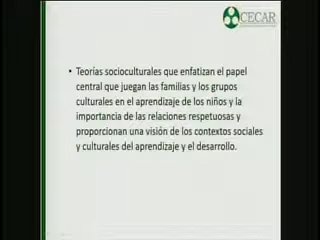 CECAR
• Teorías socioculturales que enfatizan el papel
central que juegan las familias y los grupos
culturales en el aprendizaje de los niños y la
importancia de las relaciones respetuosas y
proporcionan una visión de los contextos sociales
y culturales del aprendizaje y el desarrollo.